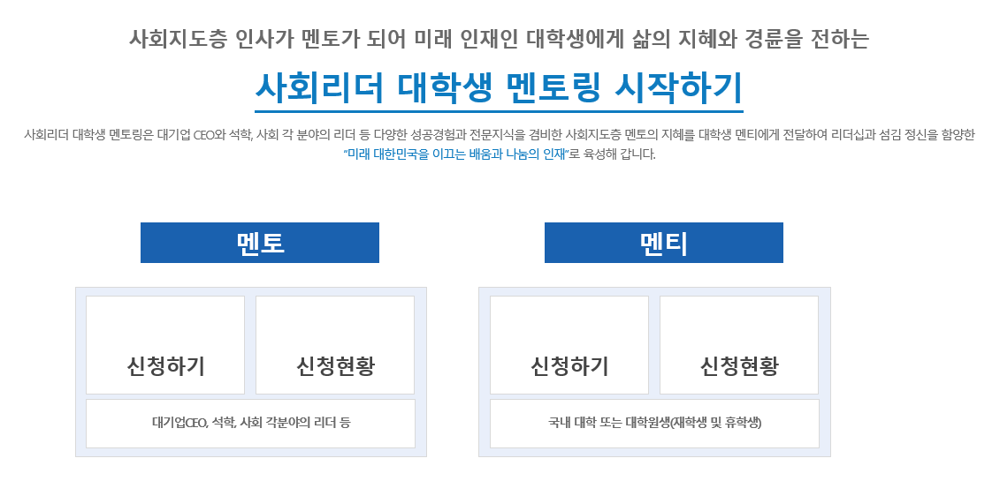 사회지도층 인사가 멘토가 되어 미래 인재인 대학생에게 삶의 지혜와 경륜을 전하는
사회리더 대학생 멘토링 시작하기
사회리더 대학생 멘토링은 대기업 CEO와 석학, 사회 각 분야의 리더 등 다양한 성공경험과 전문지식을 겸비한 사회지도층 멘토의 지혜를 대학생 멘티에게 전달하여 리더십과 섬김 정신을 함양한
“미래 대한민국을 이끄는 배움과 나눔의 인재”로 육성해 갑니다.
멘토
신청하기
신청현황
대기업CEO, 석학, 사회 각분야의 리더 등
멘티
신청하기
신청현황
국내 대학 또는 대학원생(재학생 및 휴학생)